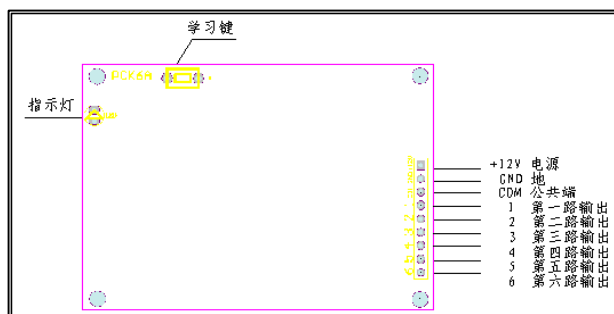 学习键
PCK6A
指示灯
+12V 电源
GND 地
COM 公共端
1 第一路输出
2 第二路输出
3 第三路输出
4 第四路输出
5 第五路输出
6 第六路输出